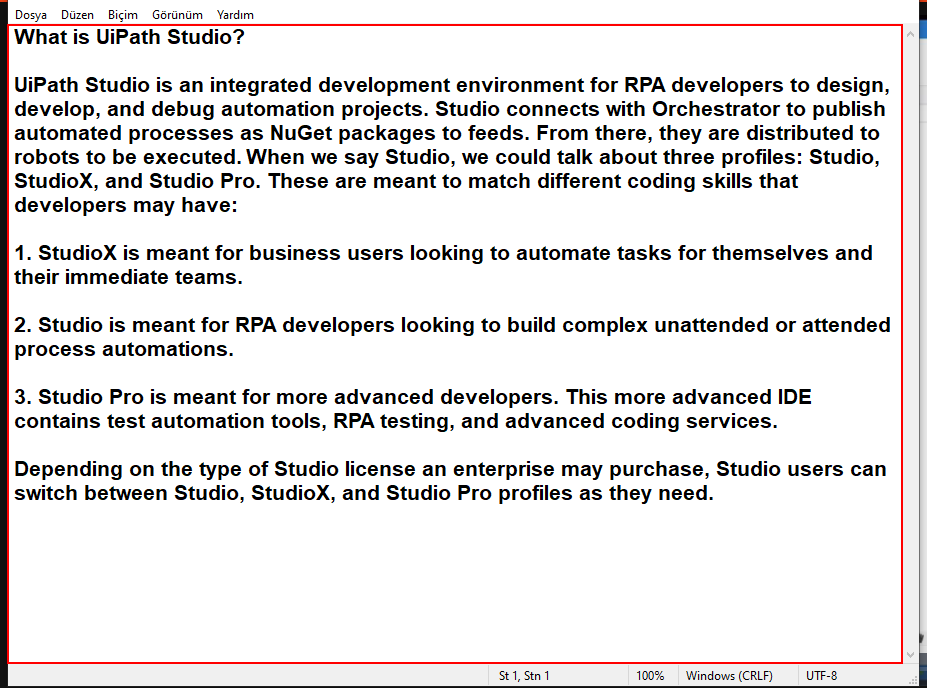 Dosya Düzen Biçim Görünüm Yardım
What is UiPath Studio?
UiPath Studio is an integrated development environment for RPA developers to design,
develop, and debug automation projects. Studio connects with Orchestrator to publish
automated processes as NuGet packages to feeds. From there, they are distributed to
robots to be executed. When we say Studio, we could talk about three profiles: Studio,
StudioX, and Studio Pro. These are meant to match different coding skills that
developers may have:
1. StudioX is meant for business users looking to automate tasks for themselves and
their immediate teams.
2. Studio is meant for RPA developers looking to build complex unattended or attended
process automations.
3. Studio Pro is meant for more advanced developers. This more advanced IDE
contains test automation tools, RPA testing, and advanced coding services.
Depending on the type of Studio license an enterprise may purchase, Studio users can
switch between Studio, StudioX, and Studio Pro profiles as they need.
St 1, Stn 1 100% Windows (CRLF) UTF-8